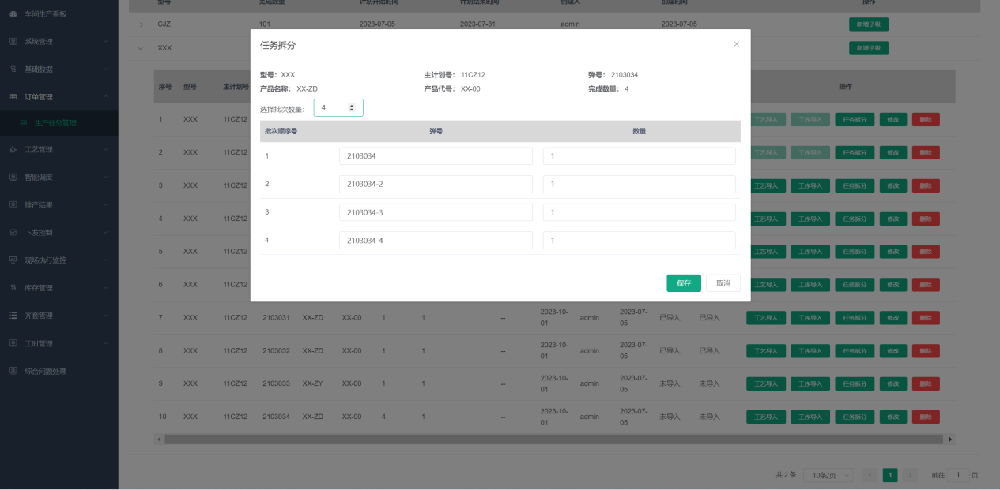 车间生产看板
系统管理
基础数据
订单管理
生产任务管理
工艺管理
智能调度
排产结果
下发控制
现场执行监控
库存管理
齐套管理
工时管理
综合问题处理
型号 完成数量 计划开始时间 计划结束时间 创建人 创建时间 操作
CJZ 101 2023-07-05 2023-07-31 admin 2023-07-05 新增子级
XXX 新增子级
任务拆分
型号: XXX 主计划号: 11CZ12 弹号: 2103034
产品名称: XX-ZD 产品代号: XX-00 完成数量: 4
选择批次数量: 4
批次顺序号 弹号 数量
1 2103034 1
2 2103034-2 1
3 2103034-3 1
4 2103034-4 1
保存 取消
序号 型号 主计划号 操作
1 XXX 11CZ12 工艺导入 工序导入 任务拆分 修改 删除
2 XXX 11CZ12 工艺导入 工序导入 任务拆分 修改 删除
3 XXX 11CZ12 工艺导入 工序导入 任务拆分 修改 删除
4 XXX 11CZ12 工艺导入 工序导入 任务拆分 修改 删除
5 XXX 11CZ12 工艺导入 工序导入 任务拆分 修改 删除
6 XXX 11CZ12 工艺导入 工序导入 任务拆分 修改 删除
7 XXX 11CZ12 2103031 XX-ZD XX-00 1 1 -- 2023-10-01 admin 2023-07-05 已导入 已导入 工艺导入 工序导入 任务拆分 修改 删除
8 XXX 11CZ12 2103032 XX-ZD XX-00 1 1 -- 2023-10-01 admin 2023-07-05 已导入 已导入 工艺导入 工序导入 任务拆分 修改 删除
9 XXX 11CZ12 2103033 XX-ZY XX-00 1 1 -- 2023-10-01 admin 2023-07-05 未导入 未导入 工艺导入 工序导入 任务拆分 修改 删除
10 XXX 11CZ12 2103034 XX-ZD XX-00 4 1 -- 2023-10-01 admin 2023-07-05 未导入 未导入 工艺导入 工序导入 任务拆分 修改 删除
共 2 条 10条/页 1 前往 1 页